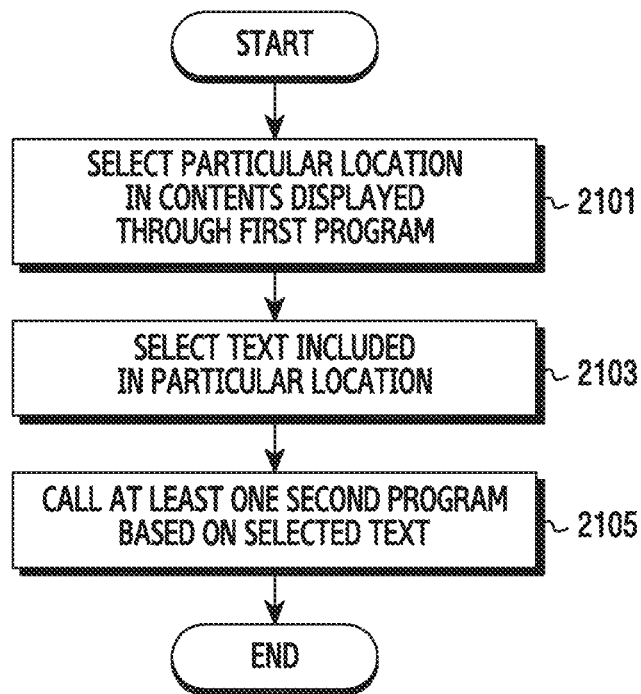 START
SELECT PARTICULAR LOCATION
IN CONTENTS DISPLAYED
THROUGH FIRST PROGRAM
2101
SELECT TEXT INCLUDED
IN PARTICULAR LOCATION
2103
CALL AT LEAST ONE SECOND PROGRAM
BASED ON SELECTED TEXT
2105
END